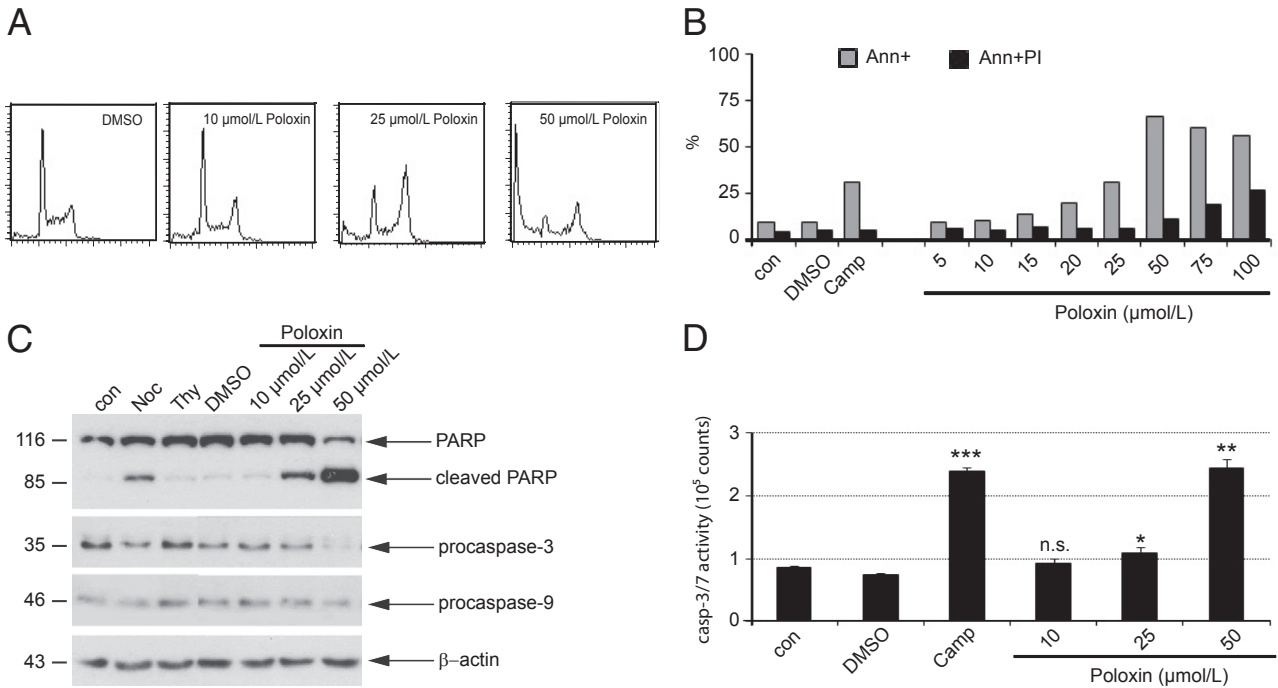 A
DMSO
10 µmol/L Poloxin
25 µmol/L Poloxin
50 µmol/L Poloxin
B
Ann+
Ann+PI
100
75
50
25
0
%
con
DMSO
Camp
5
10
15
20
25
50
75
100
Poloxin (µmol/L)
C
Poloxin
con
Noc
Thy
DMSO
10 µmol/L
25 µmol/L
50 µmol/L
116
PARP
85
cleaved PARP
35
procaspase-3
46
procaspase-9
43
β–actin
D
casp-3/7 activity (10⁵ counts)
3
2
1
0
***
n.s.
*
**
con
DMSO
Camp
10
25
50
Poloxin (µmol/L)